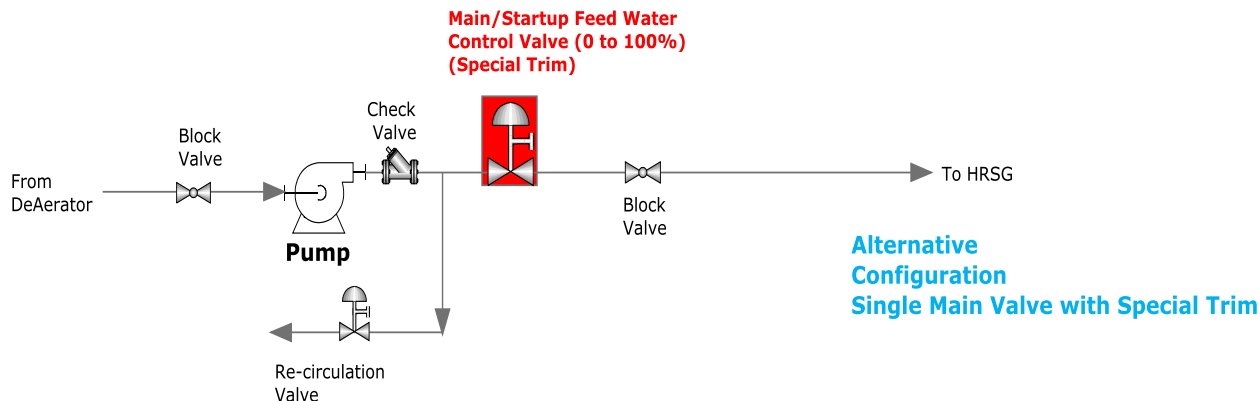 Main/Startup Feed Water
Control Valve (0 to 100%)
(Special Trim)
Check
Valve
Block
Valve
From
DeAerator
To HRSG
Block
Valve
Pump
Alternative
Configuration
Single Main Valve with Special Trim
Re-circulation
Valve